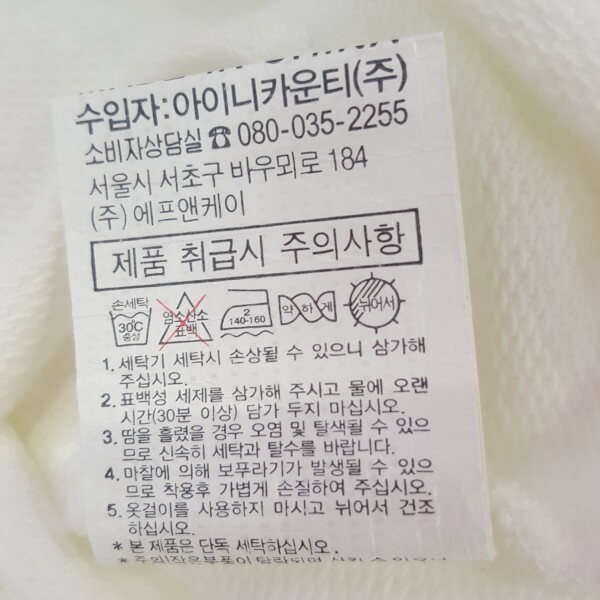 MADE IN CHINA
수입자:아이니카운티(주)
소비자상담실 ☎ 080-035-2255
서울시 서초구 바우뫼로 184
(주) 에프앤케이
제품 취급시 주의사항
손세탁
30℃
중성
염소산소
표백
2
140-160
약하게
뉘어서
1. 세탁기 세탁시 손상될 수 있으니 삼가해
주십시오.
2. 표백성 세제를 삼가해 주시고 물에 오랜
시간(30분 이상) 담가 두지 마십시오.
3. 땀을 흘렸을 경우 오염 및 탈색될 수 있으
므로 신속히 세탁과 탈수를 바랍니다.
4. 마찰에 의해 보푸라기가 발생될 수 있으
므로 착용후 가볍게 손질하여 주십시오.
5. 옷걸이를 사용하지 마시고 뉘어서 건조
하십시오.
* 본 제품은 단독 세탁하십시오.